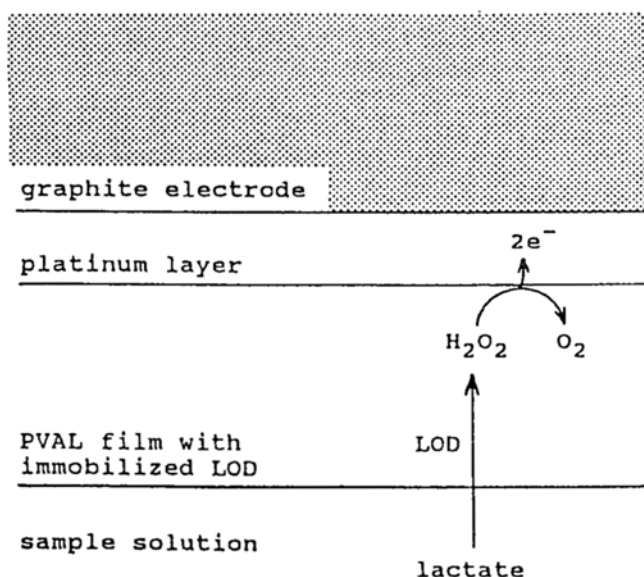 graphite electrode
2e⁻
platinum layer
H₂O₂
O₂
PVAL film with
LOD
immobilized LOD
sample solution
lactate